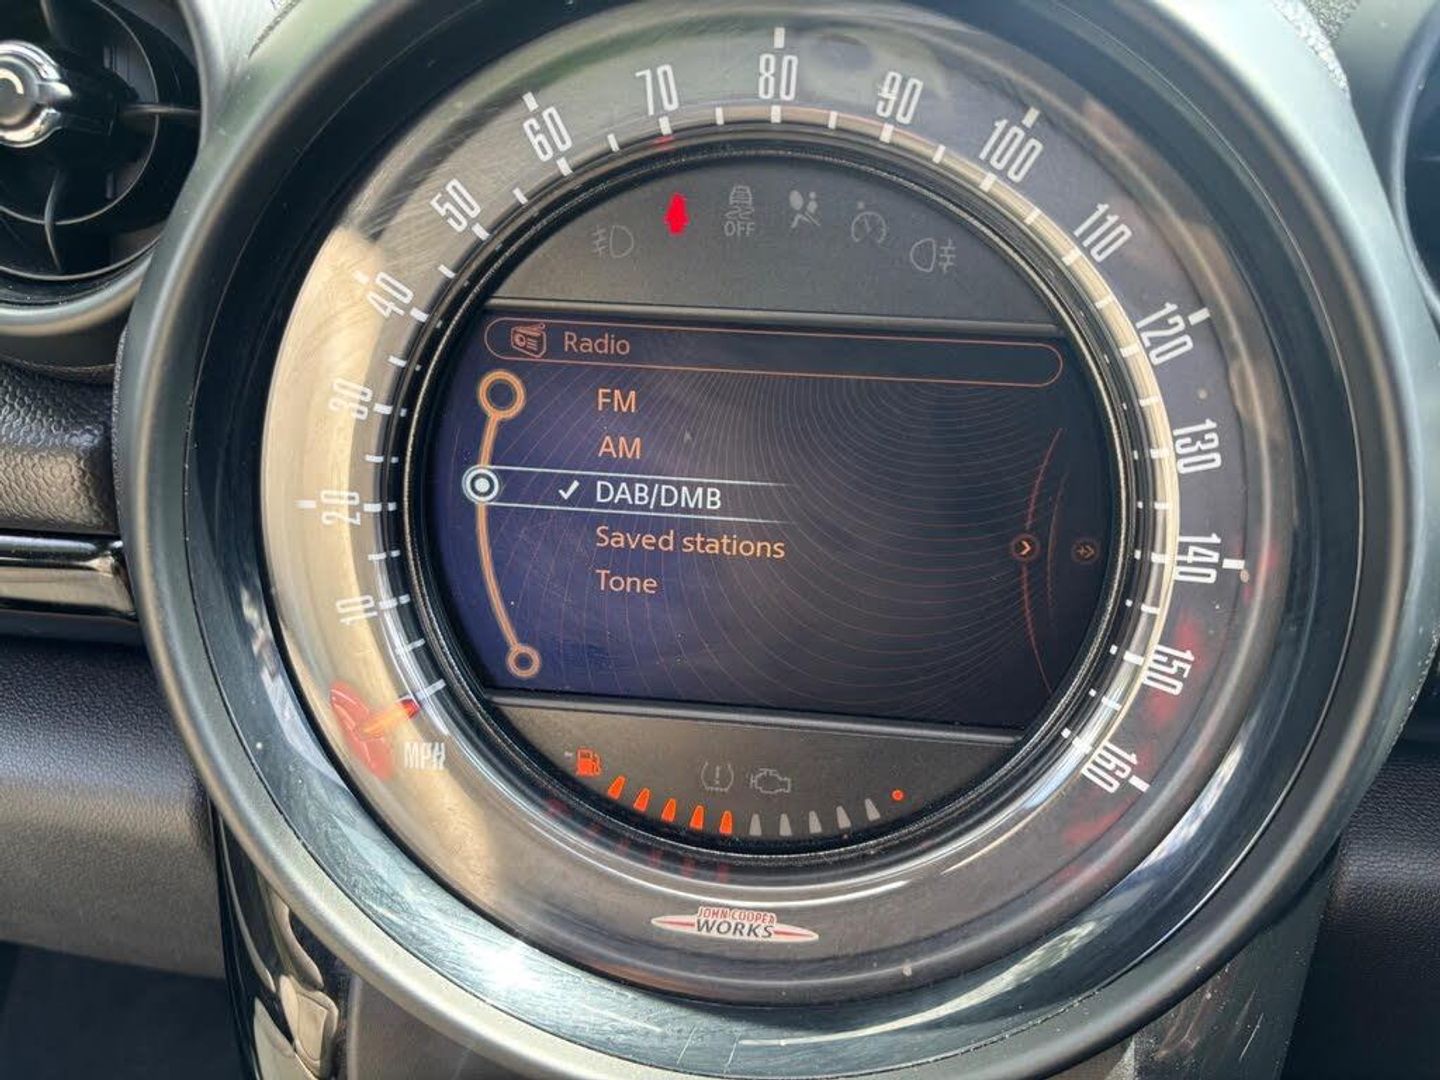 10
20
30
40
50
60
70
80
90
100
110
120
130
140
150
160
MPH
OFF
Radio
FM
AM
✓ DAB/DMB
Saved stations
Tone
JOHN COOPER
WORKS